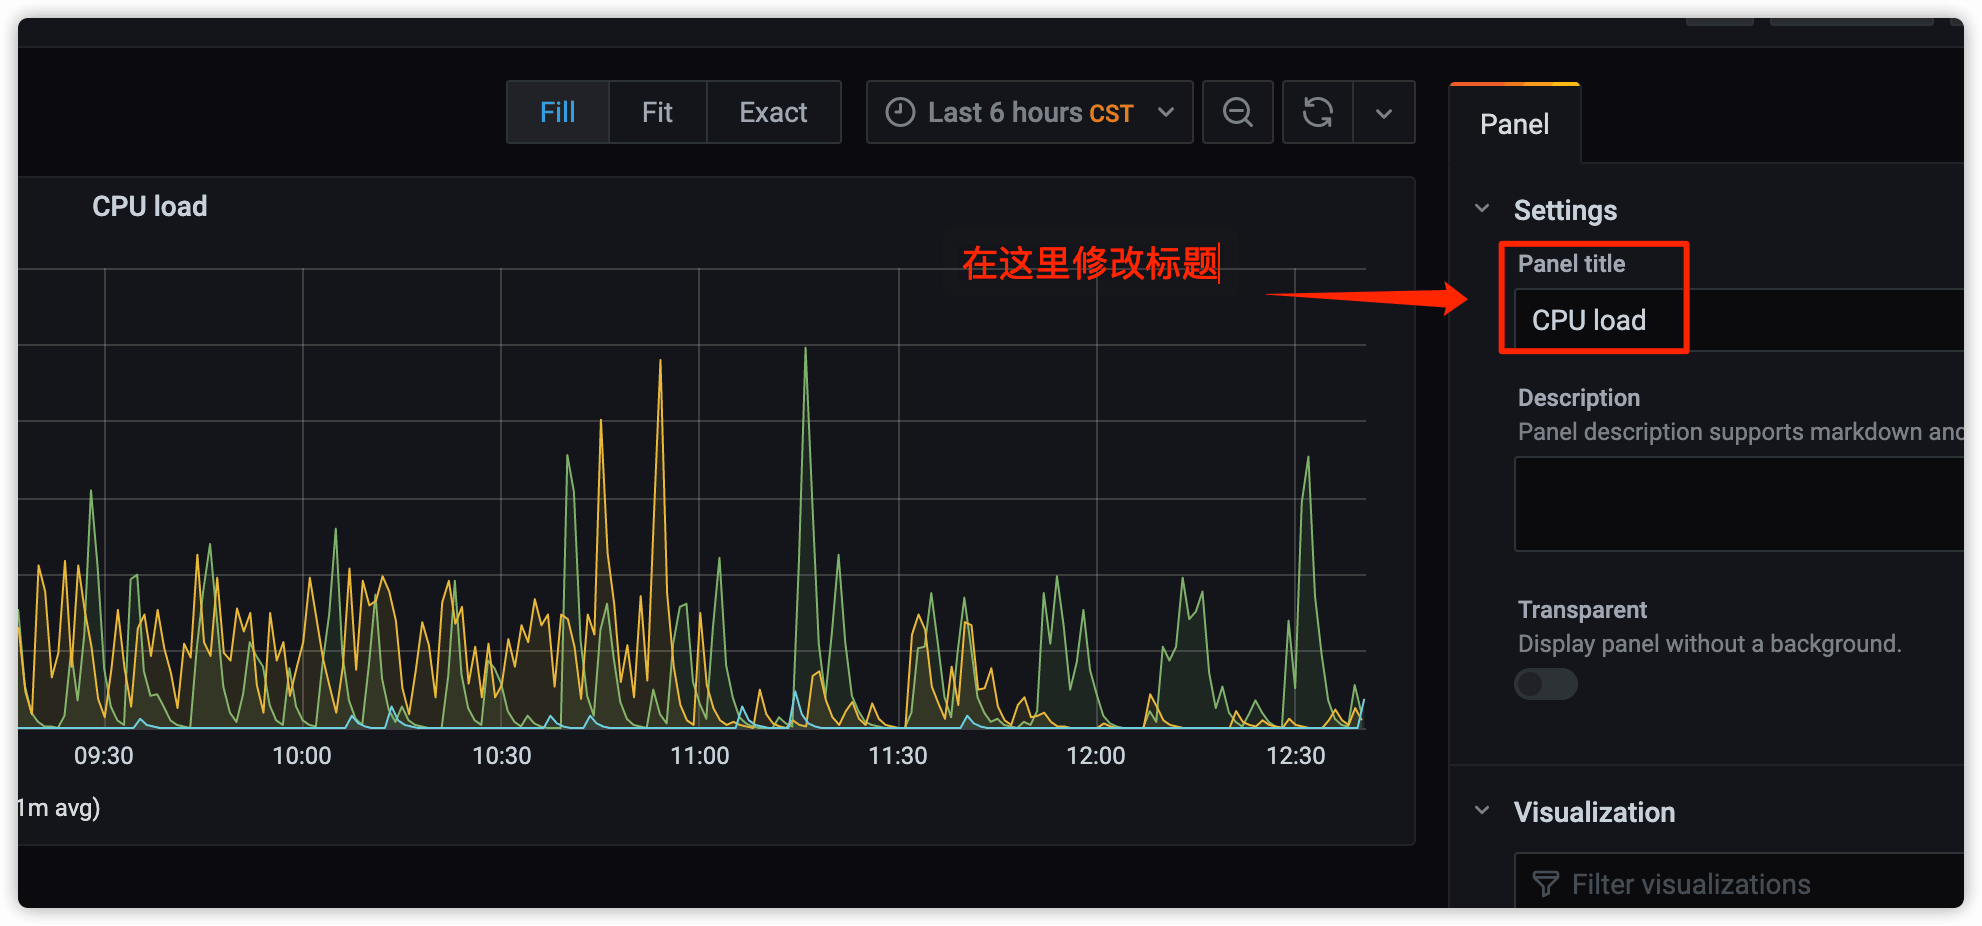 Fill Fit Exact Last 6 hours CST
Panel
CPU load
Settings
在这里修改标题
Panel title
CPU load
Description
Panel description supports markdown and
Transparent
Display panel without a background.
09:30 10:00 10:30 11:00 11:30 12:00 12:30
1m avg)
Visualization
Filter visualizations